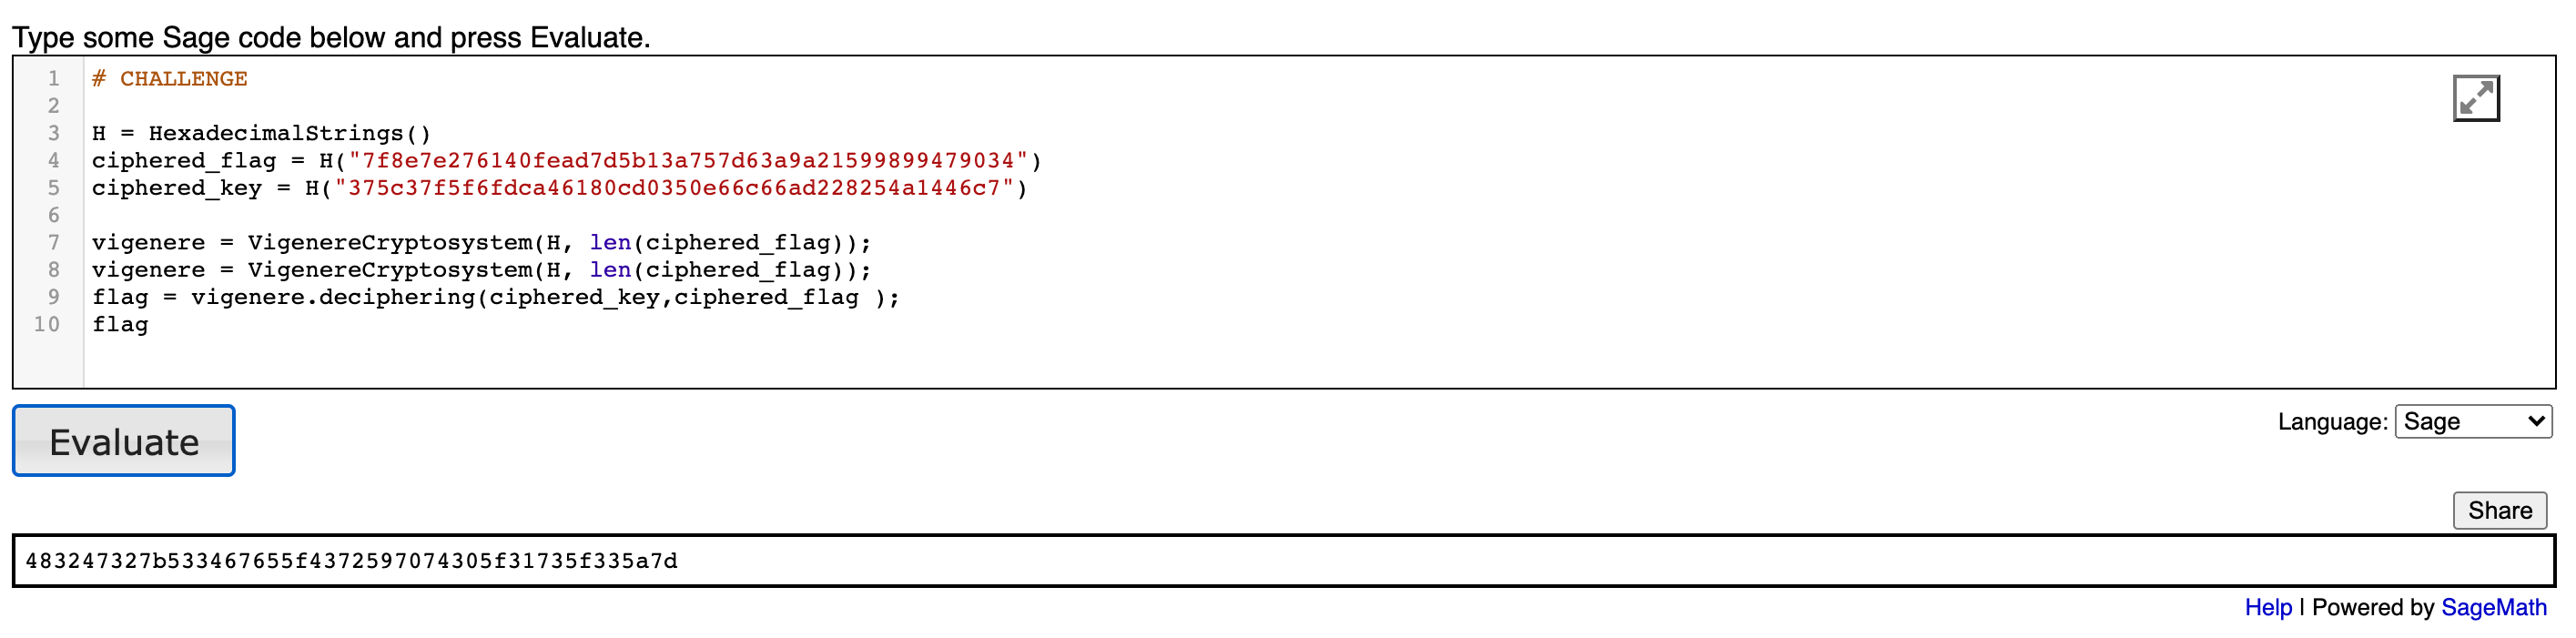 Type some Sage code below and press Evaluate.
1 # CHALLENGE
2
3 H = HexadecimalStrings()
4 ciphered_flag = H("7f8e7e276140fead7d5b13a757d63a9a21599899479034")
5 ciphered_key = H("375c37f5f6fdca46180cd0350e66c66ad228254a1446c7")
6
7 vigenere = VigenereCryptosystem(H, len(ciphered_flag));
8 vigenere = VigenereCryptosystem(H, len(ciphered_flag));
9 flag = vigenere.deciphering(ciphered_key,ciphered_flag );
10 flag
Evaluate
Language: Sage
Share
483247327b533467655f4372597074305f31735f335a7d
Help | Powered by SageMath